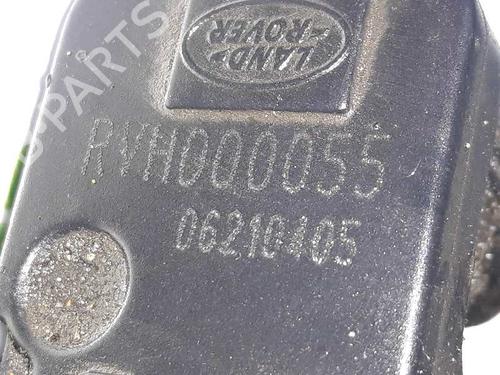 LAND-
-ROVER
RVH000055
06210405
PARTS